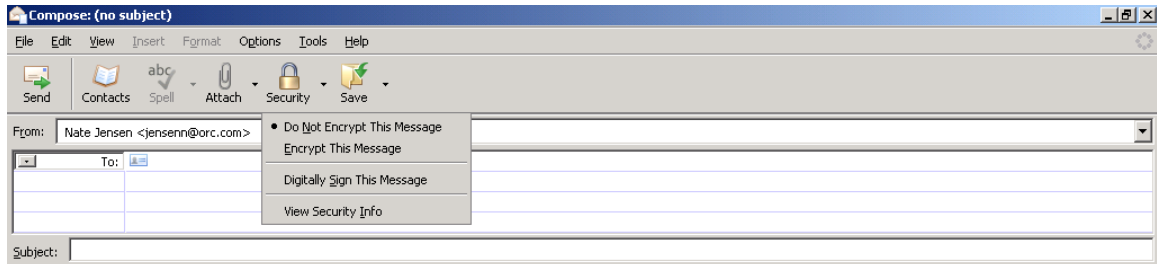 Compose: (no subject)
File Edit View Insert Format Options Tools Help
abc
Send Contacts Spell Attach Security Save
From: Nate Jensen <jensenn@orc.com>
Do Not Encrypt This Message
Encrypt This Message
To:
Digitally Sign This Message
View Security Info
Subject: